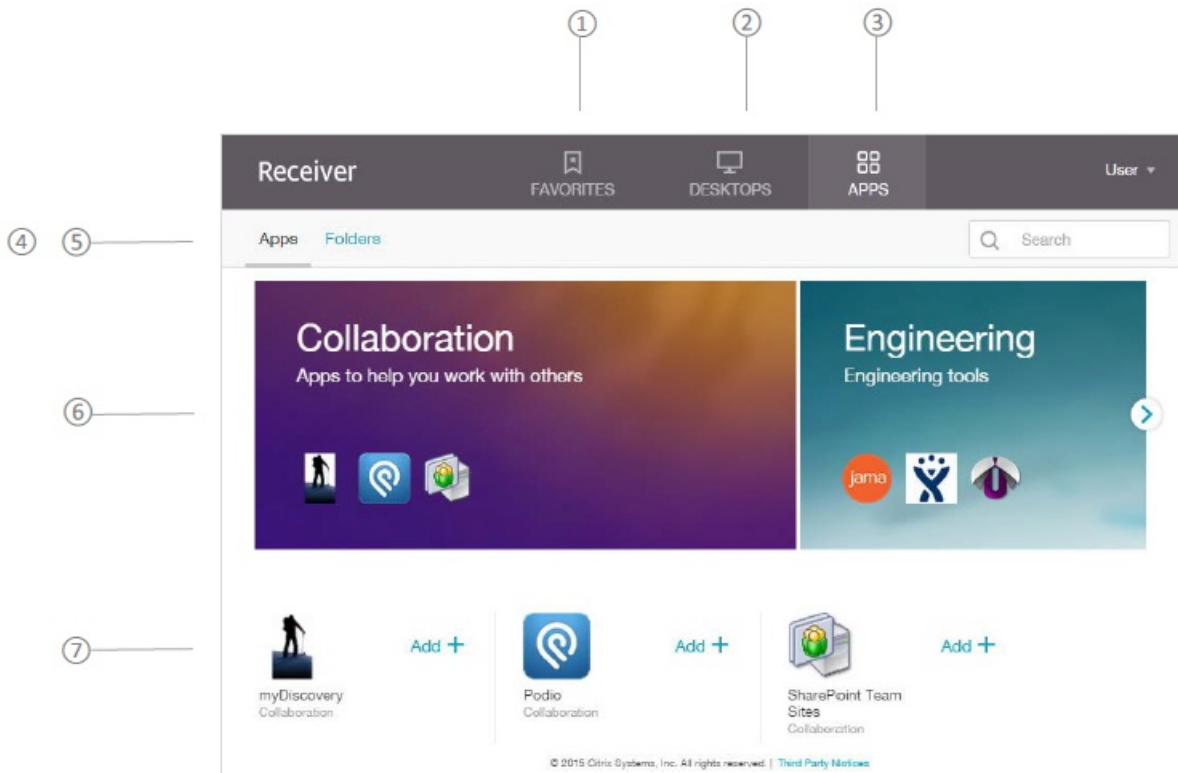 ① ② ③
Receiver
FAVORITES
DESKTOPS
APPS
User
④ ⑤
Apps Folders
Search
Collaboration
Apps to help you work with others
Engineering
Engineering tools
⑥
jama
⑦
Add +
Add +
Add +
myDiscovery
Collaboration
Podio
Collaboration
SharePoint Team
Sites
Collaboration
© 2015 Citrix Systems, Inc. All rights reserved. | Third Party Notices